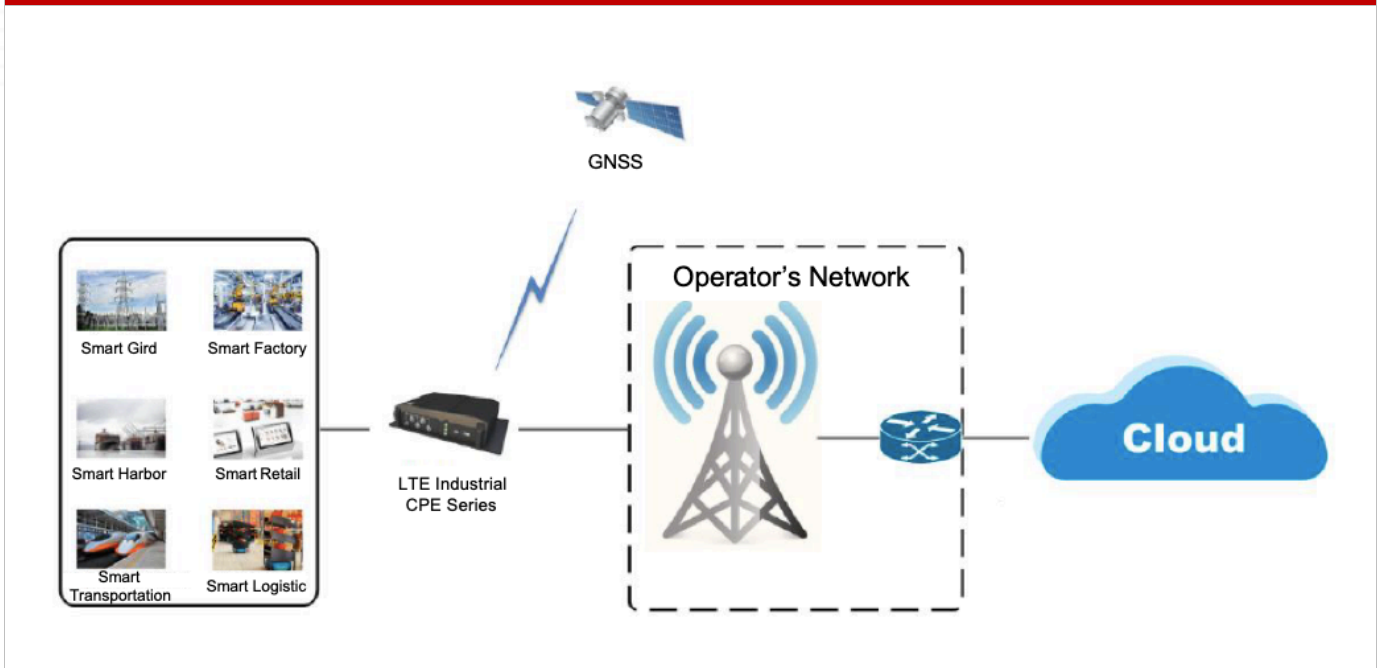 GNSS
Operator's Network
Smart Gird
Smart Factory
Smart Harbor
Smart Retail
Smart
Transportation
Smart Logistic
LTE Industrial
CPE Series
Cloud